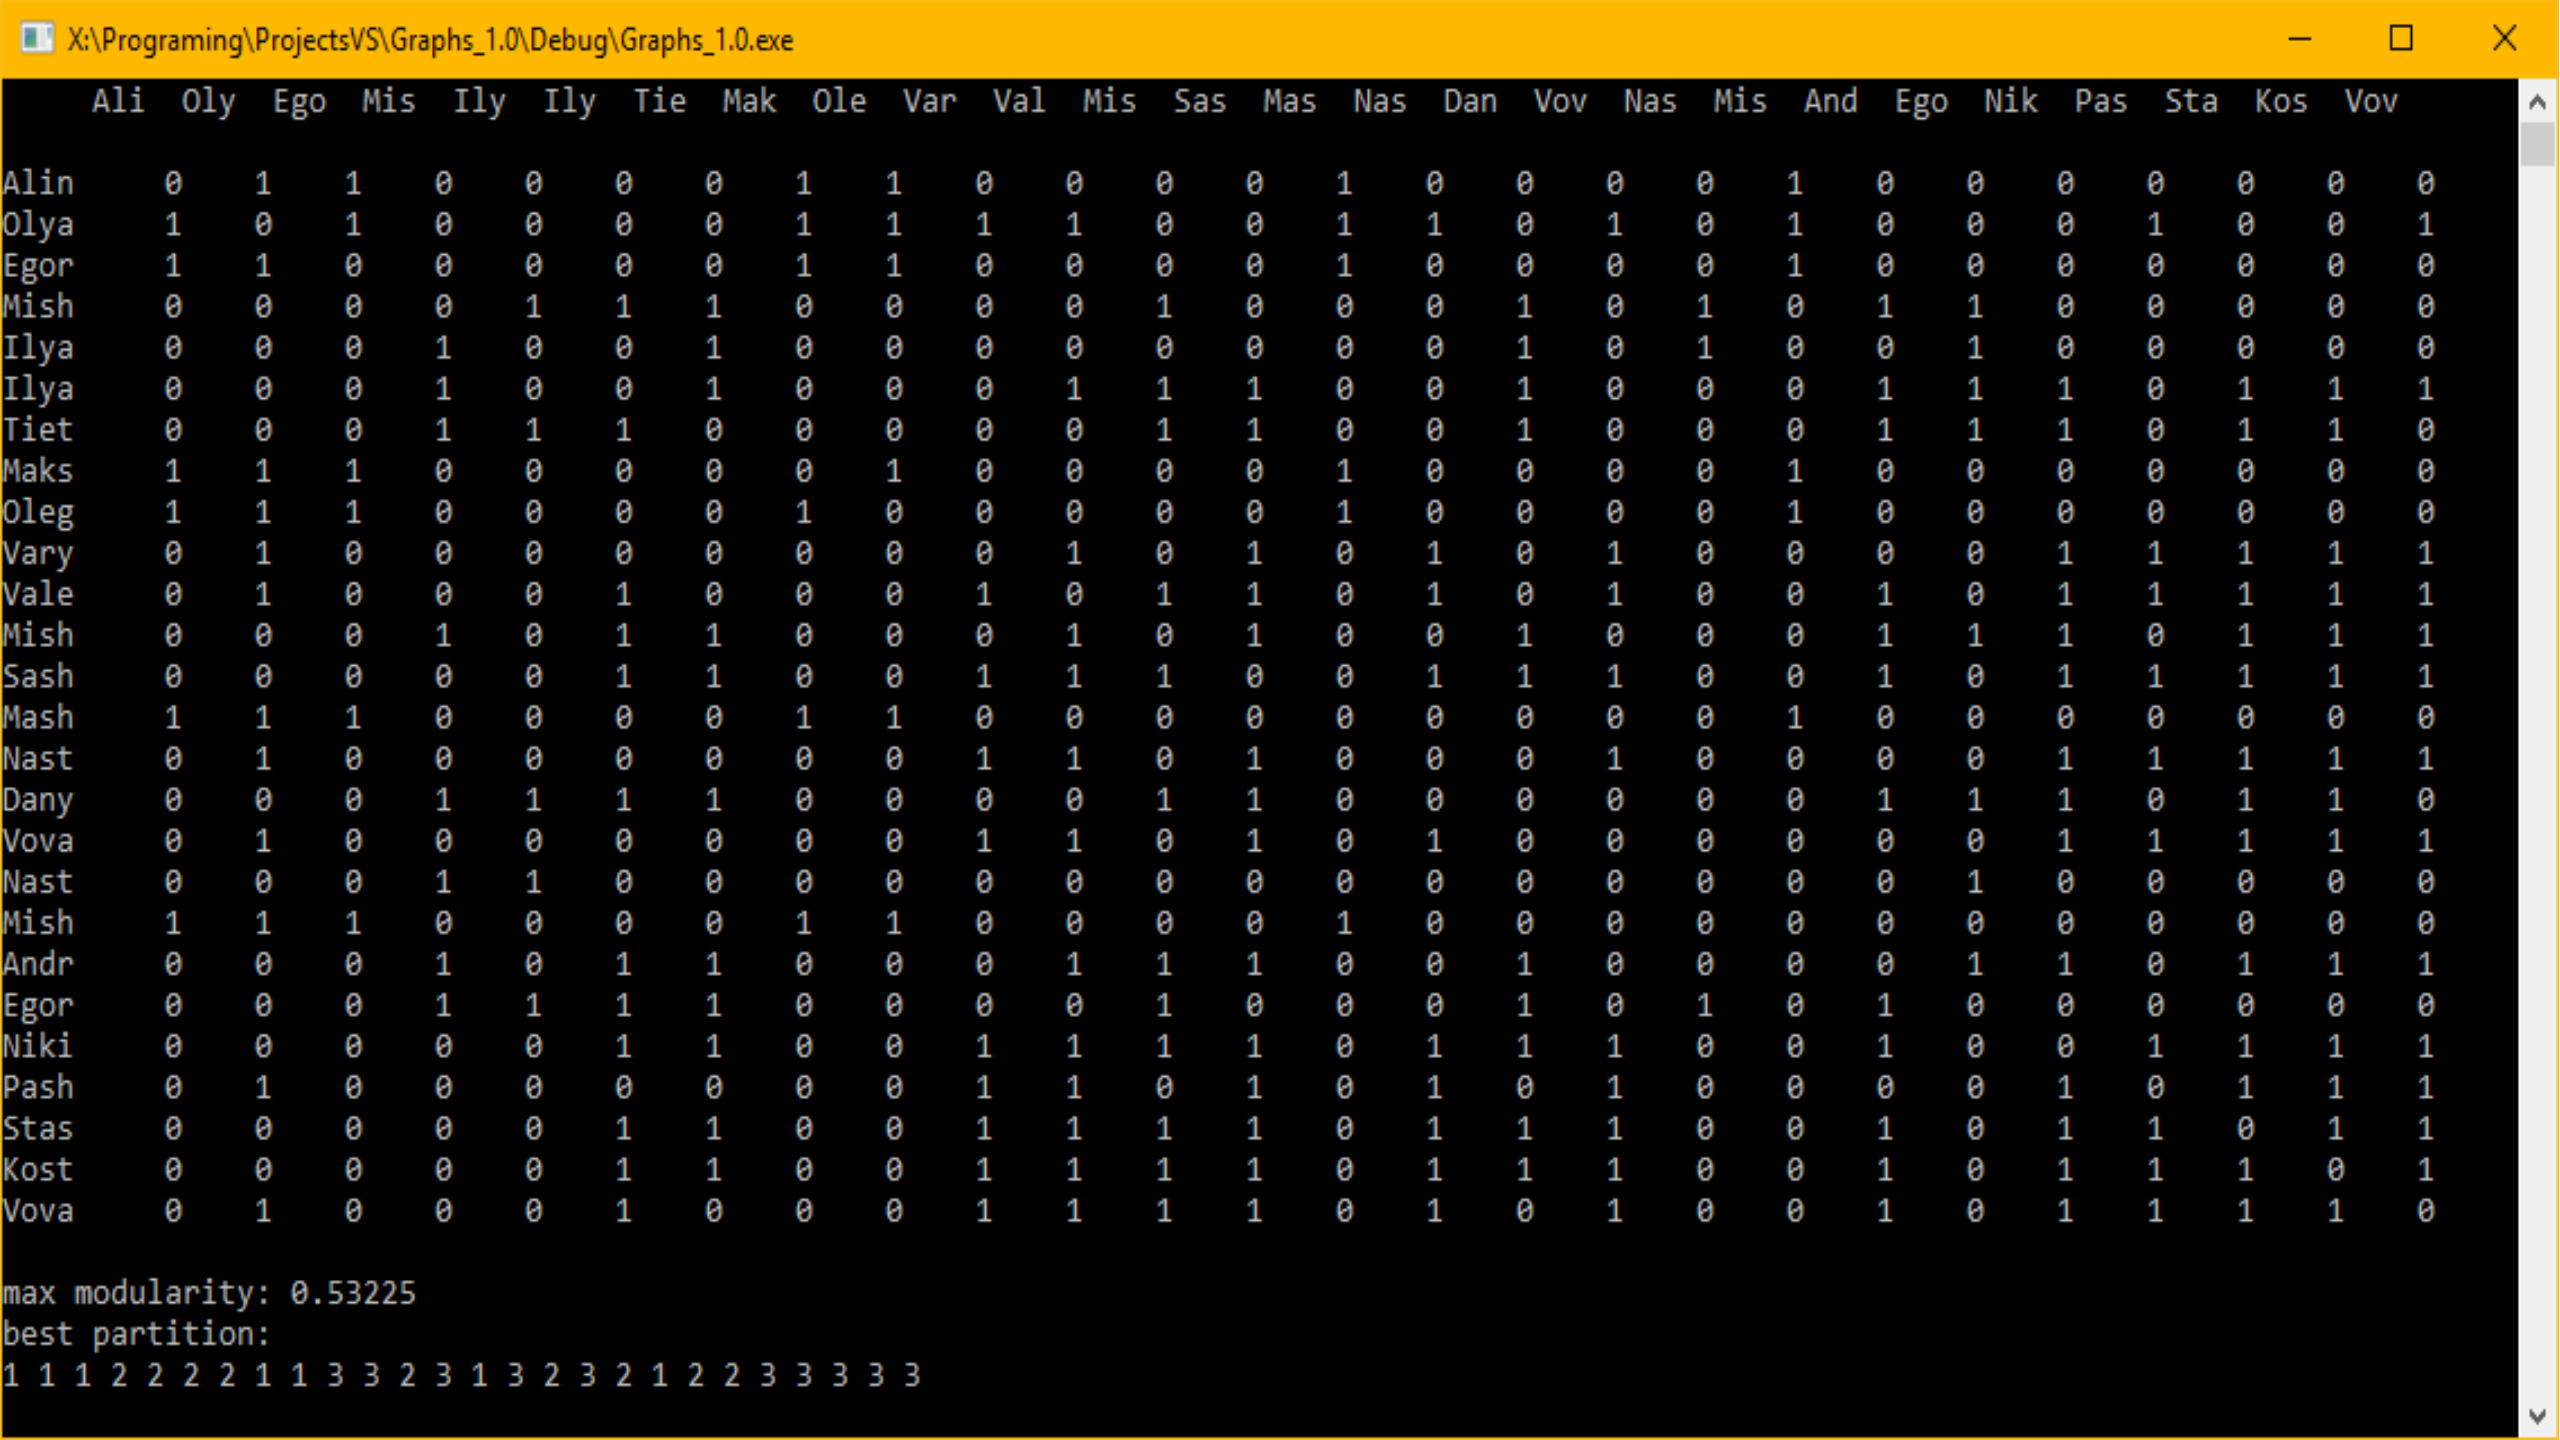 X:\Programing\ProjectsVS\Graphs_1.0\Debug\Graphs_1.0.exe
Ali Oly Ego Mis Ily Ily Tie Mak Ole Var Val Mis Sas Mas Nas Dan Vov Nas Mis And Ego Nik Pas Sta Kos Vov
Alin 0 1 1 0 0 0 0 1 1 0 0 0 0 1 0 0 0 0 1 0 0 0 0 0 0 0
Olya 1 0 1 0 0 0 0 1 1 1 1 0 0 1 1 0 1 0 1 0 0 0 1 0 0 1
Egor 1 1 0 0 0 0 0 1 1 0 0 0 0 1 0 0 0 0 1 0 0 0 0 0 0 0
Mish 0 0 0 0 1 1 1 0 0 0 0 1 0 0 0 1 0 1 0 1 1 0 0 0 0 0
Ilya 0 0 0 1 0 0 1 0 0 0 0 0 0 0 0 1 0 1 0 0 1 0 0 0 0 0
Ilya 0 0 0 1 0 0 1 0 0 0 1 1 1 0 0 1 0 0 0 1 1 1 0 1 1 1
Tiet 0 0 0 1 1 1 0 0 0 0 0 1 1 0 0 1 0 0 0 1 1 1 0 1 1 0
Maks 1 1 1 0 0 0 0 0 1 0 0 0 0 1 0 0 0 0 1 0 0 0 0 0 0 0
Oleg 1 1 1 0 0 0 0 1 0 0 0 0 0 1 0 0 0 0 1 0 0 0 0 0 0 0
Vary 0 1 0 0 0 0 0 0 0 0 1 0 1 0 1 0 1 0 0 0 0 1 1 1 1 1
Vale 0 1 0 0 0 1 0 0 0 1 0 1 1 0 1 0 1 0 0 1 0 1 1 1 1 1
Mish 0 0 0 1 0 1 1 0 0 0 1 0 1 0 0 1 0 0 0 1 1 1 0 1 1 1
Sash 0 0 0 0 0 1 1 0 0 1 1 1 0 0 1 1 1 0 0 1 0 1 1 1 1 1
Mash 1 1 1 0 0 0 0 1 1 0 0 0 0 0 0 0 0 0 1 0 0 0 0 0 0 0
Nast 0 1 0 0 0 0 0 0 0 1 1 0 1 0 0 0 1 0 0 0 0 1 1 1 1 1
Dany 0 0 0 1 1 1 1 0 0 0 0 1 1 0 0 0 0 0 0 1 1 1 0 1 1 0
Vova 0 1 0 0 0 0 0 0 0 1 1 0 1 0 1 0 0 0 0 0 0 1 1 1 1 1
Nast 0 0 0 1 1 0 0 0 0 0 0 0 0 0 0 0 0 0 0 0 1 0 0 0 0 0
Mish 1 1 1 0 0 0 0 1 1 0 0 0 0 1 0 0 0 0 0 0 0 0 0 0 0 0
Andr 0 0 0 1 0 1 1 0 0 0 1 1 1 0 0 1 0 0 0 0 1 1 0 1 1 1
Egor 0 0 0 1 1 1 1 0 0 0 0 1 0 0 0 1 0 1 0 1 0 0 0 0 0 0
Niki 0 0 0 0 0 1 1 0 0 1 1 1 1 0 1 1 1 0 0 1 0 0 1 1 1 1
Pash 0 1 0 0 0 0 0 0 0 1 1 0 1 0 1 0 1 0 0 0 0 1 0 1 1 1
Stas 0 0 0 0 0 1 1 0 0 1 1 1 1 0 1 1 1 0 0 1 0 1 1 0 1 1
Kost 0 0 0 0 0 1 1 0 0 1 1 1 1 0 1 1 1 0 0 1 0 1 1 1 0 1
Vova 0 1 0 0 0 1 0 0 0 1 1 1 1 0 1 0 1 0 0 1 0 1 1 1 1 0
max modularity: 0.53225
best partition:
1 1 1 2 2 2 2 1 1 3 3 2 3 1 3 2 3 2 1 2 2 3 3 3 3 3